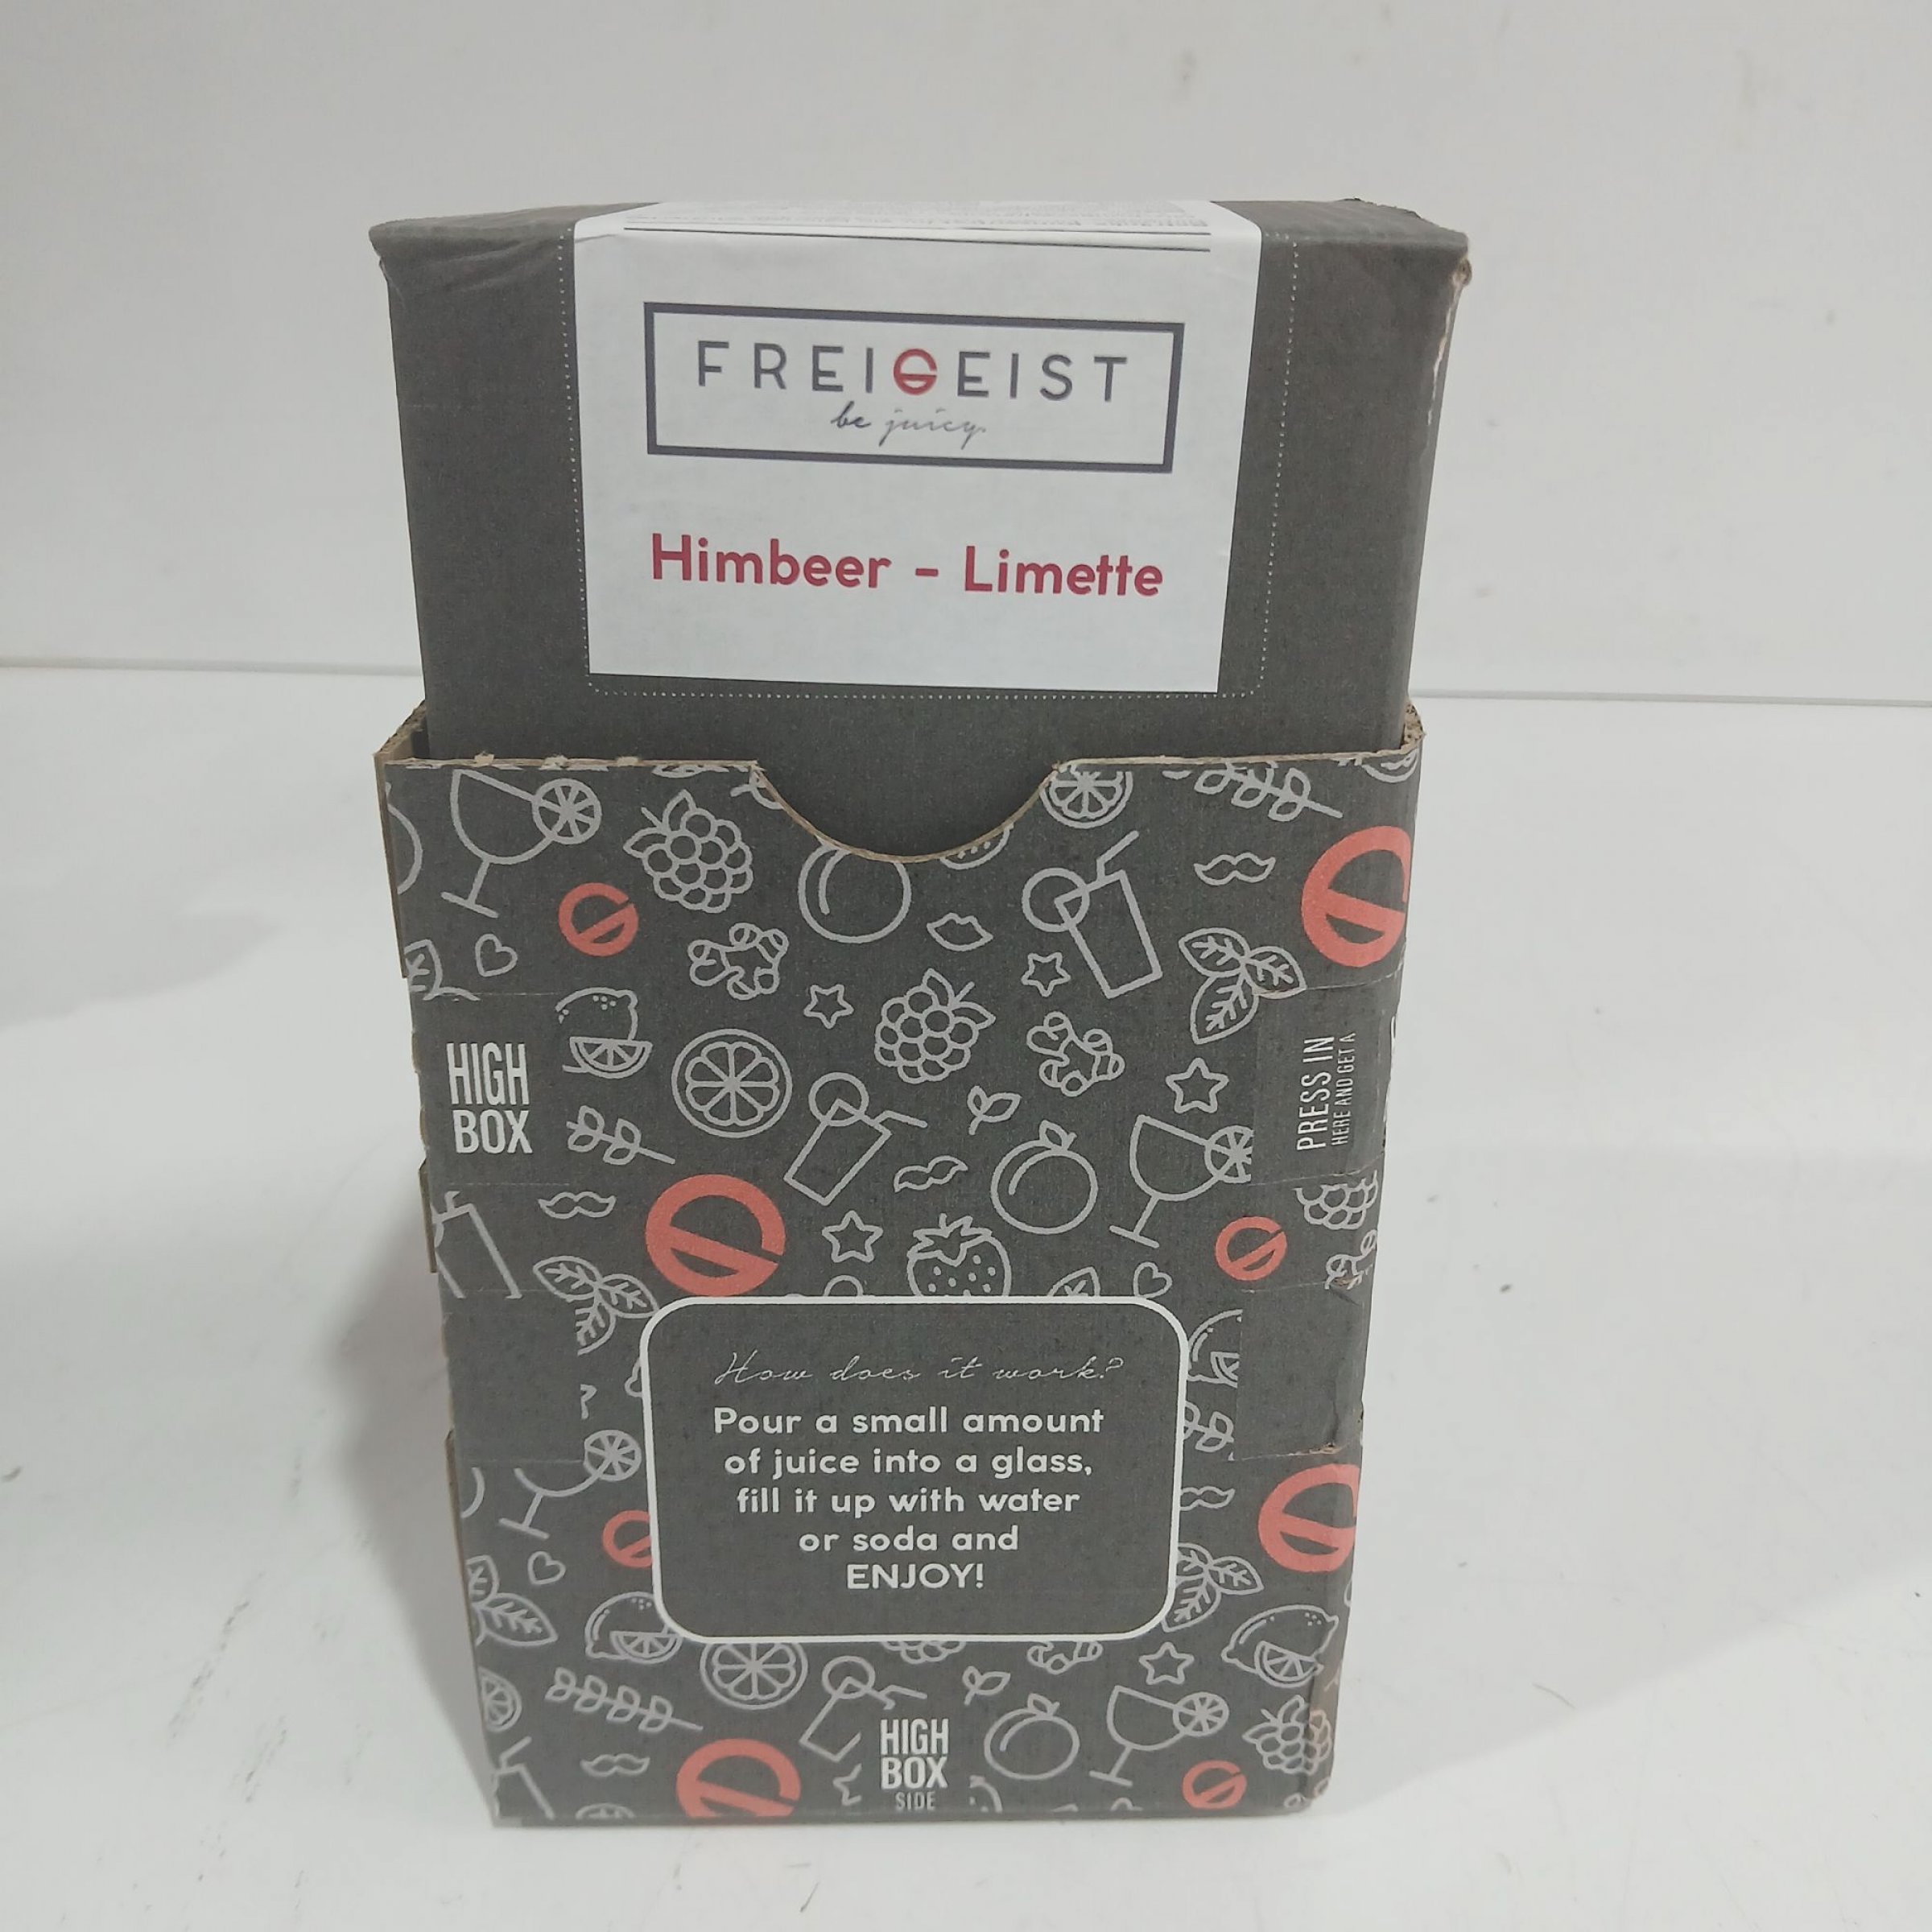 FREIGEIST
be juicy
Himbeer - Limette
HIGH
BOX
PRESS IN
HERE AND GET A
How does it work?
Pour a small amount
of juice into a glass,
fill it up with water
or soda and
ENJOY!
HIGH
BOX
SIDE